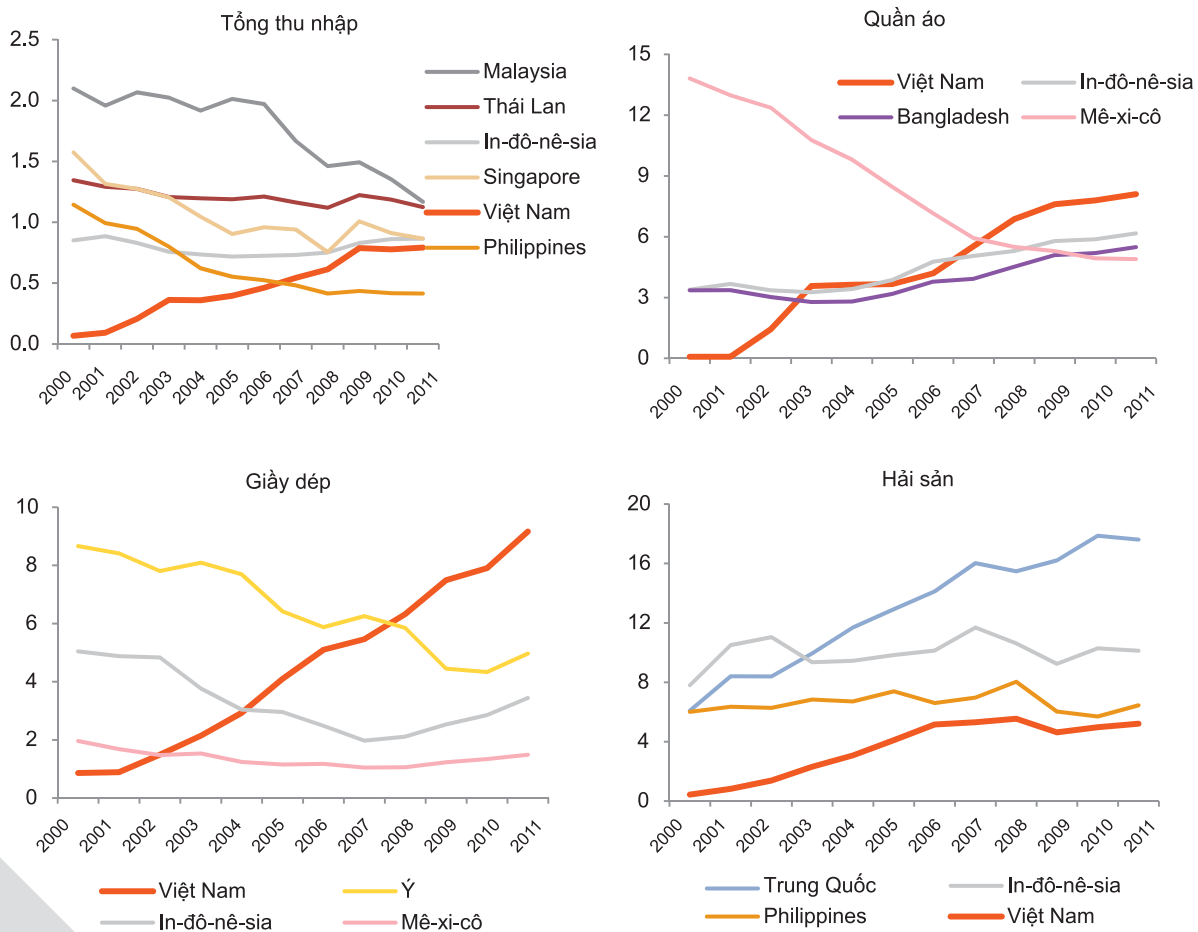 Tổng thu nhập
2.5
2.0
1.5
1.0
0.5
0.0
Malaysia
Thái Lan
In-đô-nê-sia
Singapore
Việt Nam
Philippines
2000 2001 2002 2003 2004 2005 2006 2007 2008 2009 2010 2011
Quần áo
15
12
9
6
3
0
Việt Nam In-đô-nê-sia
Bangladesh Mê-xi-cô
2000 2001 2002 2003 2004 2005 2006 2007 2008 2009 2010 2011
Giầy dép
10
8
6
4
2
0
2000 2001 2002 2003 2004 2005 2006 2007 2008 2009 2010 2011
Việt Nam Ý
In-đô-nê-sia Mê-xi-cô
Hải sản
20
16
12
8
4
0
2000 2001 2002 2003 2004 2005 2006 2007 2008 2009 2010 2011
Trung Quốc In-đô-nê-sia
Philippines Việt Nam